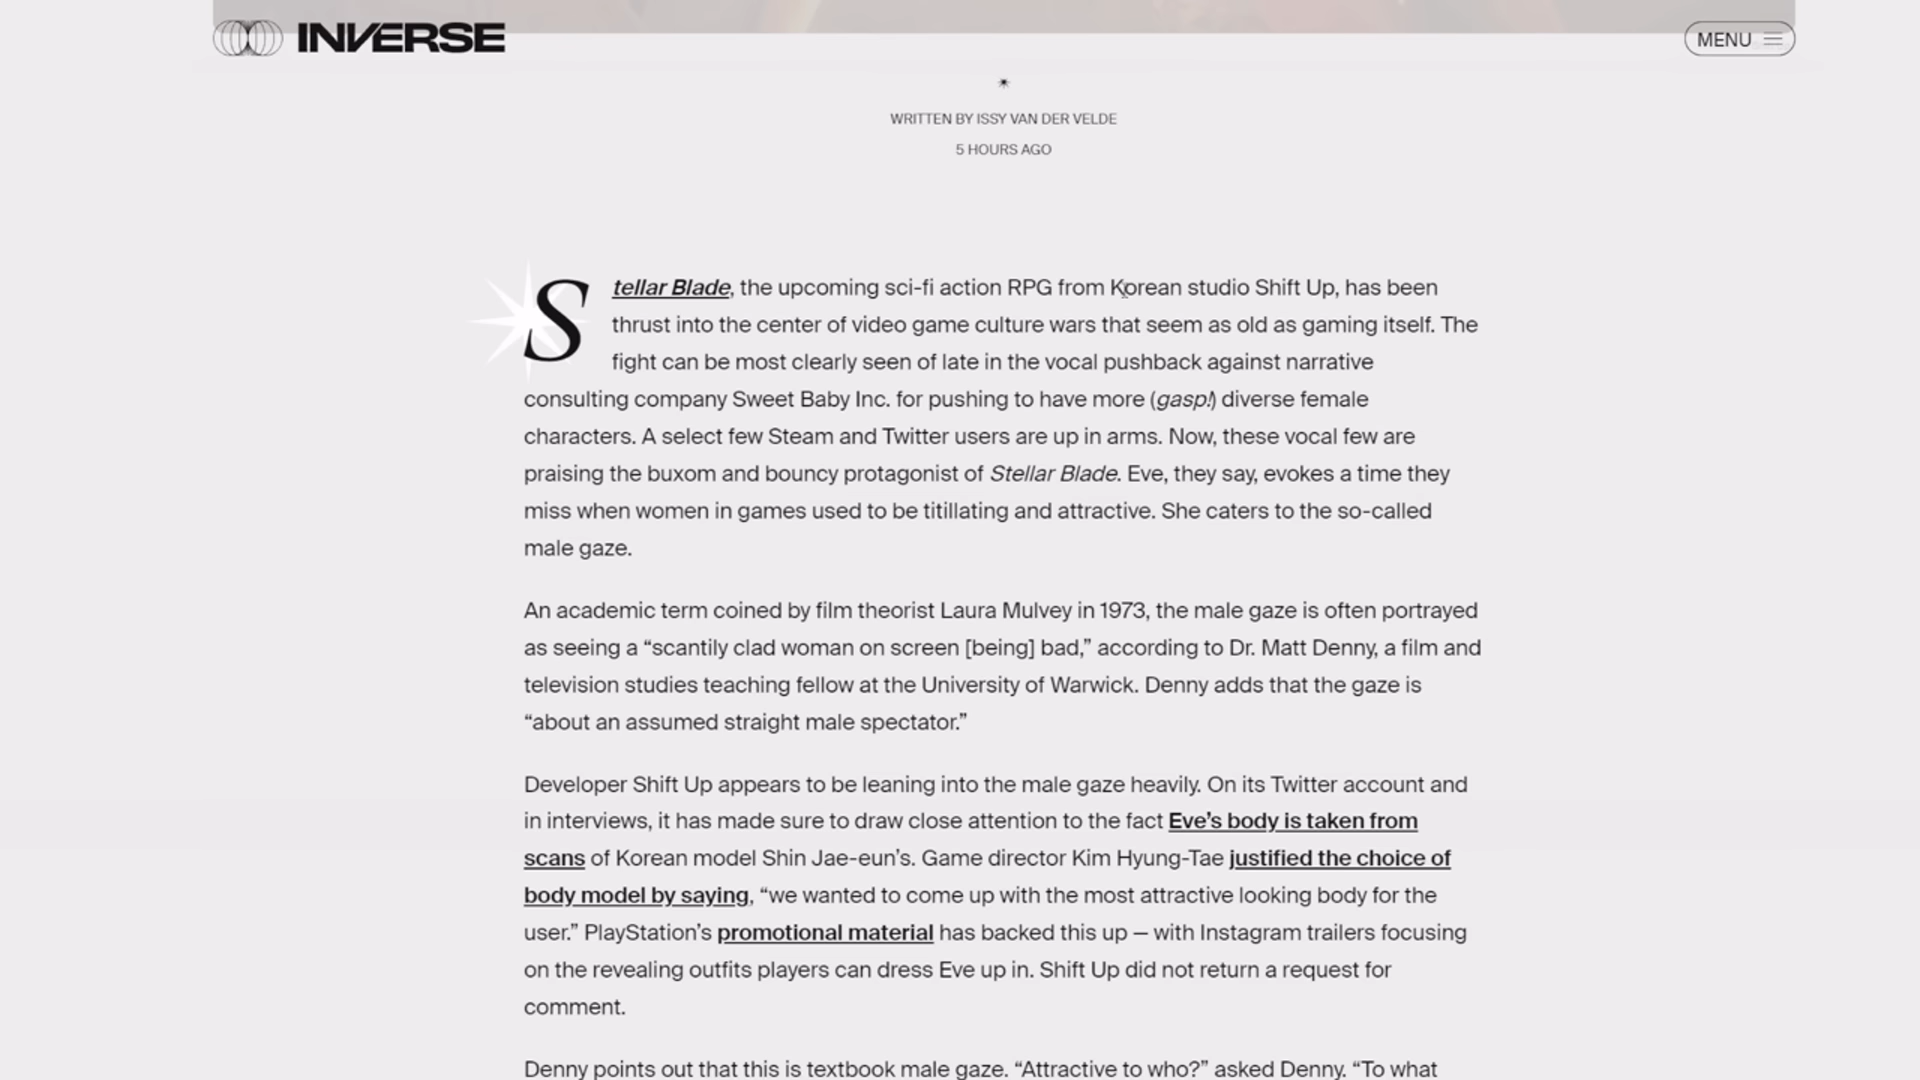 INVERSE
MENU
WRITTEN BY ISSY VAN DER VELDE
5 HOURS AGO
Stellar Blade, the upcoming sci-fi action RPG from Korean studio Shift Up, has been
thrust into the center of video game culture wars that seem as old as gaming itself. The
fight can be most clearly seen of late in the vocal pushback against narrative
consulting company Sweet Baby Inc. for pushing to have more (gasp!) diverse female
characters. A select few Steam and Twitter users are up in arms. Now, these vocal few are
praising the buxom and bouncy protagonist of Stellar Blade. Eve, they say, evokes a time they
miss when women in games used to be titillating and attractive. She caters to the so-called
male gaze.
An academic term coined by film theorist Laura Mulvey in 1973, the male gaze is often portrayed
as seeing a “scantily clad woman on screen [being] bad,” according to Dr. Matt Denny, a film and
television studies teaching fellow at the University of Warwick. Denny adds that the gaze is
“about an assumed straight male spectator.”
Developer Shift Up appears to be leaning into the male gaze heavily. On its Twitter account and
in interviews, it has made sure to draw close attention to the fact Eve’s body is taken from
scans of Korean model Shin Jae-eun’s. Game director Kim Hyung-Tae justified the choice of
body model by saying, “we wanted to come up with the most attractive looking body for the
user.” PlayStation’s promotional material has backed this up — with Instagram trailers focusing
on the revealing outfits players can dress Eve up in. Shift Up did not return a request for
comment.
Denny points out that this is textbook male gaze. “Attractive to who?” asked Denny. “To what